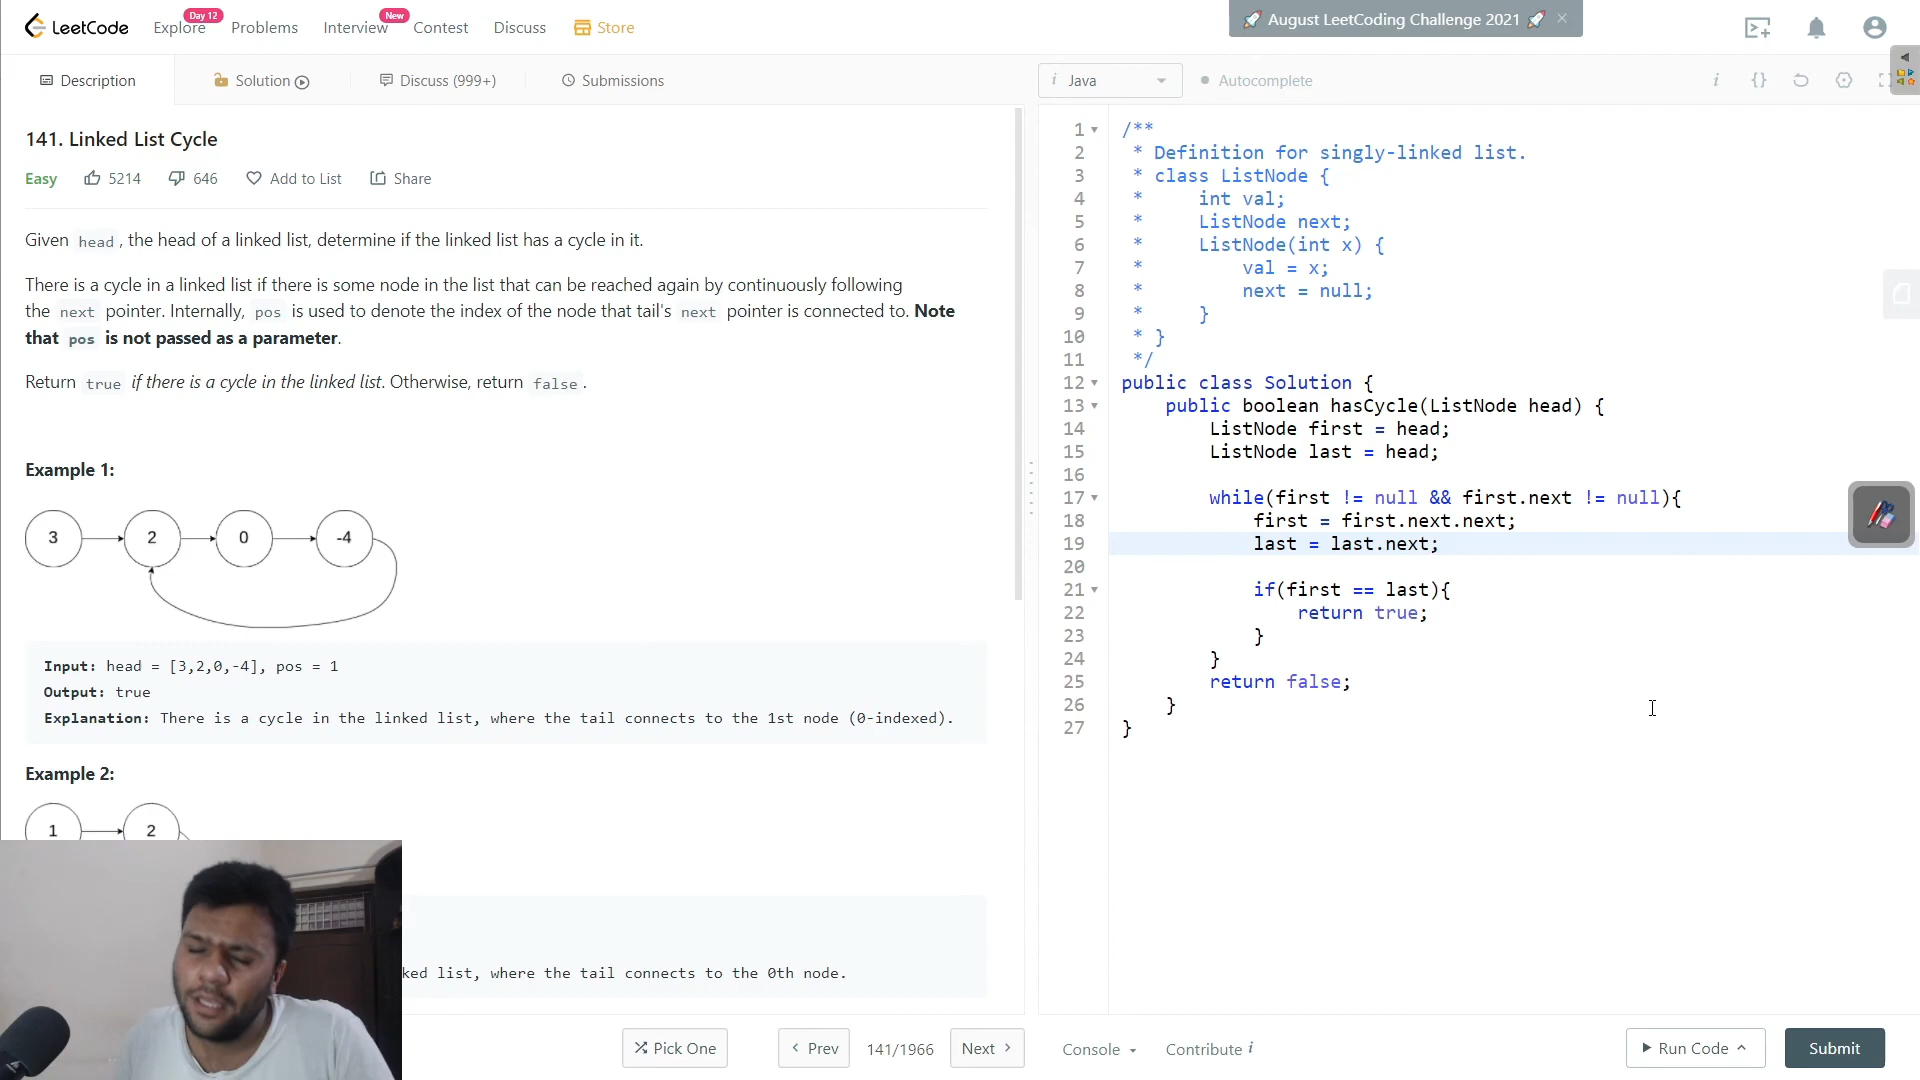 LeetCode
Explore
Day 12
Problems
Interview
New
Contest
Discuss
Store
🚀 August LeetCoding Challenge 2021 🚀 ×
Description
Solution
Discuss (999+)
Submissions
i Java
Autocomplete
i {}
141. Linked List Cycle
Easy
5214
646
Add to List
Share
Given head, the head of a linked list, determine if the linked list has a cycle in it.
There is a cycle in a linked list if there is some node in the list that can be reached again by continuously following
the next pointer. Internally, pos is used to denote the index of the node that tail's next pointer is connected to. Note
that pos is not passed as a parameter.
Return true if there is a cycle in the linked list. Otherwise, return false.
Example 1:
3 2 0 -4
Input: head = [3,2,0,-4], pos = 1
Output: true
Explanation: There is a cycle in the linked list, where the tail connects to the 1st node (0-indexed).
Example 2:
1 2
ked list, where the tail connects to the 0th node.
1 /**
2  * Definition for singly-linked list.
3  * class ListNode {
4  *     int val;
5  *     ListNode next;
6  *     ListNode(int x) {
7  *         val = x;
8  *         next = null;
9  *     }
10  * }
11  */
12 public class Solution {
13     public boolean hasCycle(ListNode head) {
14         ListNode first = head;
15         ListNode last = head;
16
17         while(first != null && first.next != null){
18             first = first.next.next;
19             last = last.next;
20
21             if(first == last){
22                 return true;
23             }
24         }
25         return false;
26     }
27 }
Pick One
< Prev
141/1966
Next >
Console
Contribute i
Run Code
Submit